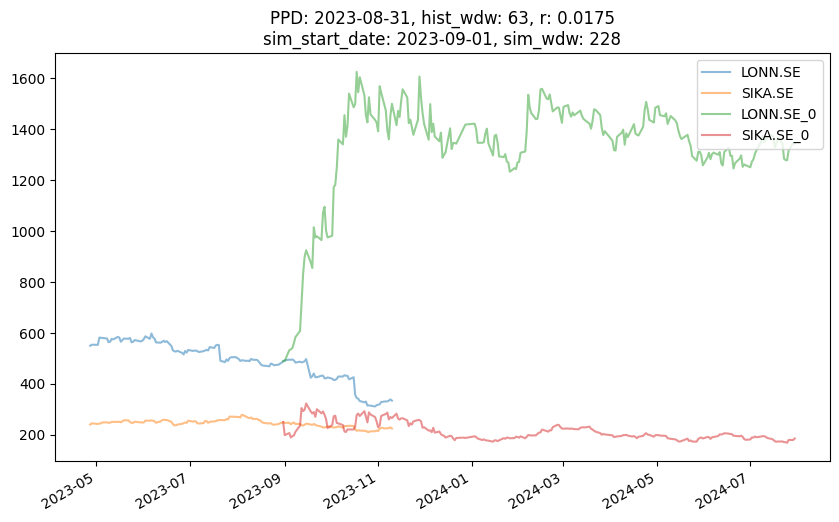 PPD: 2023-08-31, hist_wdw: 63, r: 0.0175
sim_start_date: 2023-09-01, sim_wdw: 228
LONN.SE
SIKA.SE
LONN.SE_0
SIKA.SE_0
1600
1400
1200
1000
800
600
400
200
2023-05
2023-07
2023-09
2023-11
2024-01
2024-03
2024-05
2024-07